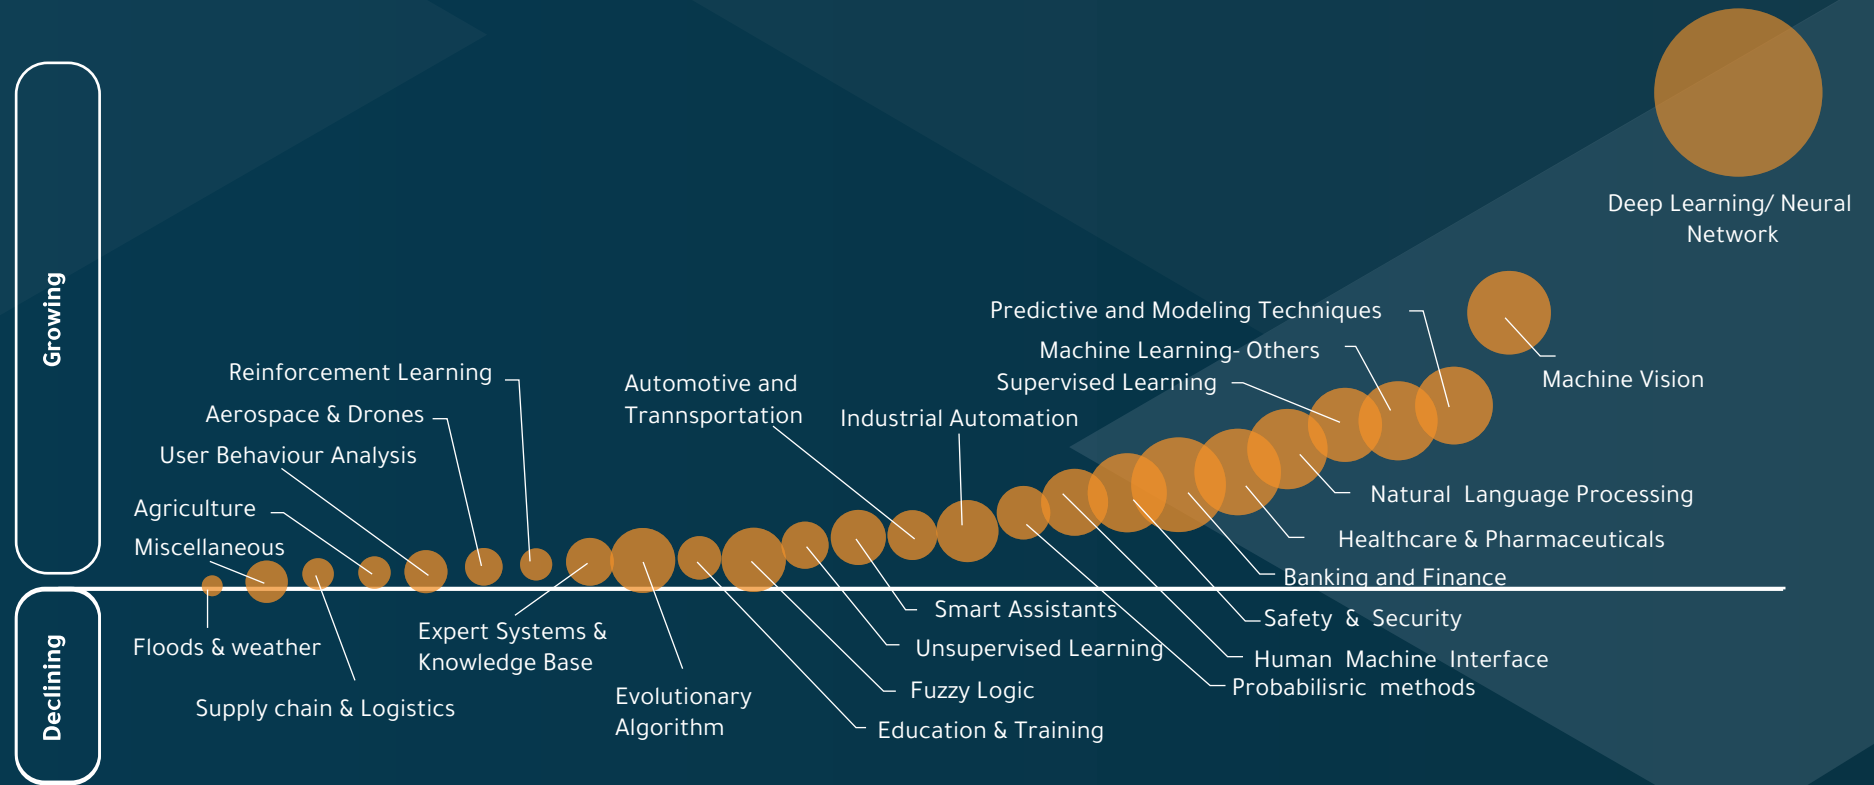 Growing
Declining
Deep Learning/ Neural
Network
Predictive and Modeling Techniques
Machine Learning- Others
Supervised Learning
Machine Vision
Reinforcement Learning
Aerospace & Drones
User Behaviour Analysis
Agriculture
Miscellaneous
Automotive and
Trannsportation
Industrial Automation
Natural Language Processing
Healthcare & Pharmaceuticals
Banking and Finance
Safety & Security
Human Machine Interface
Probabilisric methods
Smart Assistants
Unsupervised Learning
Fuzzy Logic
Education & Training
Floods & weather
Supply chain & Logistics
Expert Systems &
Knowledge Base
Evolutionary
Algorithm